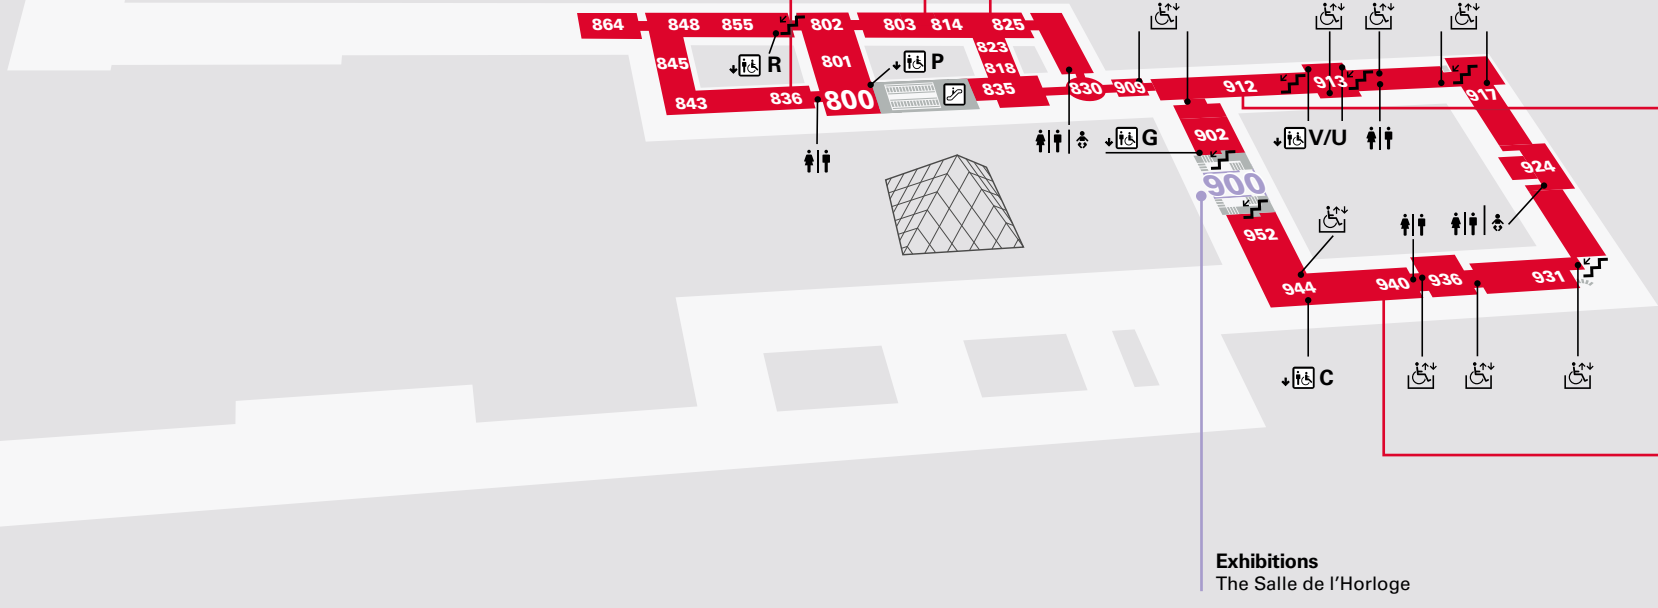 864 848 855 802 803 814 825
823
845 R 801 P 818
843 836 800 835 830 909 912 913 917
902 G V/U
924
900
952
944 940 936 931
C
Exhibitions
The Salle de l'Horloge